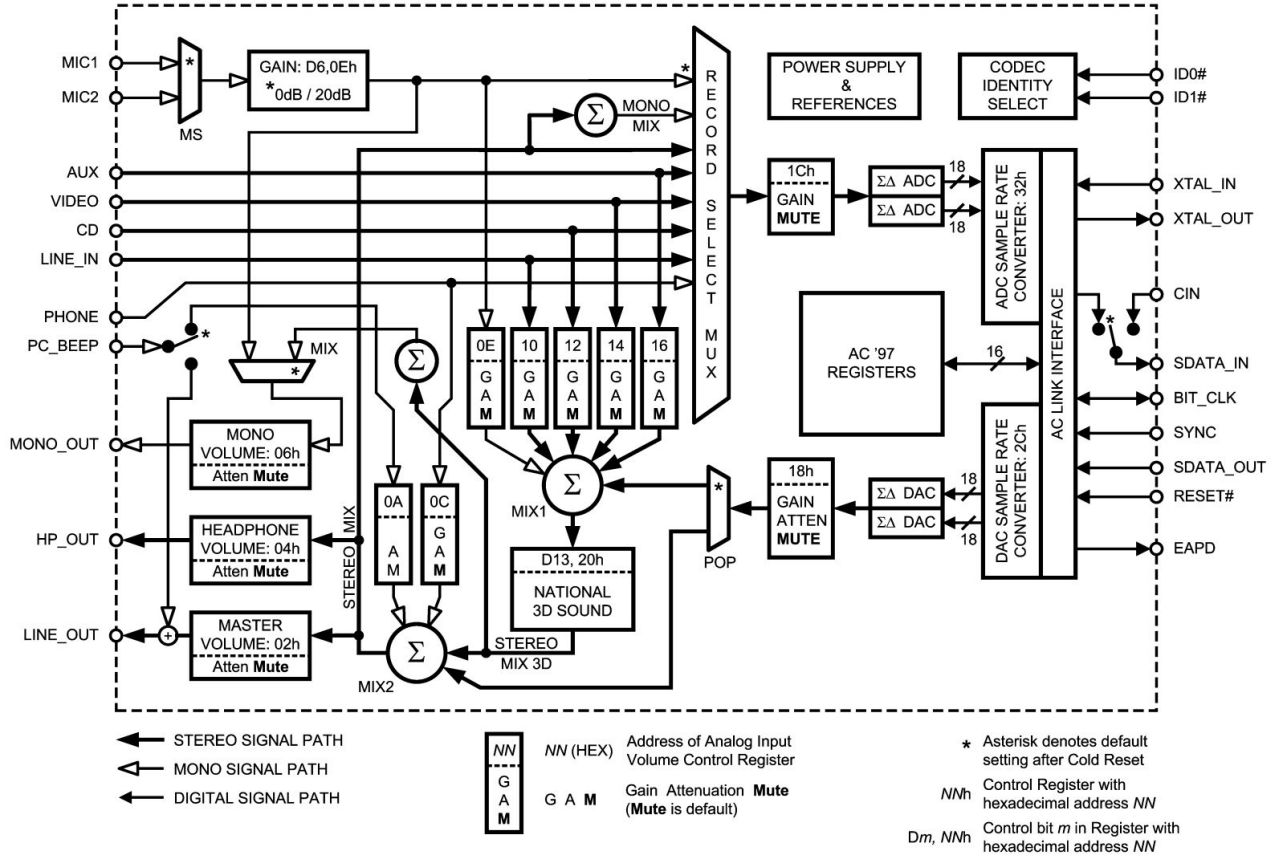 MIC1
MIC2
*
MS
GAIN: D6,0Eh
*0dB / 20dB
*
Σ
MONO
MIX
RECORD SELECT MUX
POWER SUPPLY
&
REFERENCES
CODEC
IDENTITY
SELECT
ID0#
ID1#
AUX
VIDEO
CD
LINE_IN
PHONE
PC_BEEP
*
MIX
*
Σ
1Ch
GAIN
MUTE
ΣΔ ADC
ΣΔ ADC
18
18
ADC SAMPLE RATE
CONVERTER: 32h
AC LINK INTERFACE
XTAL_IN
XTAL_OUT
CIN
*
SDATA_IN
BIT_CLK
SYNC
SDATA_OUT
RESET#
EAPD
0E
G
A
M
10
G
A
M
12
G
A
M
14
G
A
M
16
G
A
M
AC '97
REGISTERS
16
MONO_OUT
MONO
VOLUME: 06h
Atten Mute
HP_OUT
HEADPHONE
VOLUME: 04h
Atten Mute
LINE_OUT
+
MASTER
VOLUME: 02h
Atten Mute
STEREO MIX
0A
A
M
0C
G
A
M
Σ
MIX1
D13, 20h
NATIONAL
3D SOUND
Σ
MIX2
STEREO
MIX 3D
*
POP
18h
GAIN
ATTEN
MUTE
ΣΔ DAC
ΣΔ DAC
18
18
DAC SAMPLE RATE
CONVERTER: 2Ch
STEREO SIGNAL PATH
MONO SIGNAL PATH
DIGITAL SIGNAL PATH
NN
G
A
M
NN (HEX) Address of Analog Input
Volume Control Register
G A M Gain Attenuation Mute
(Mute is default)
* Asterisk denotes default
setting after Cold Reset
NNh Control Register with
hexadecimal address NN
Dm, NNh Control bit m in Register with
hexadecimal address NN